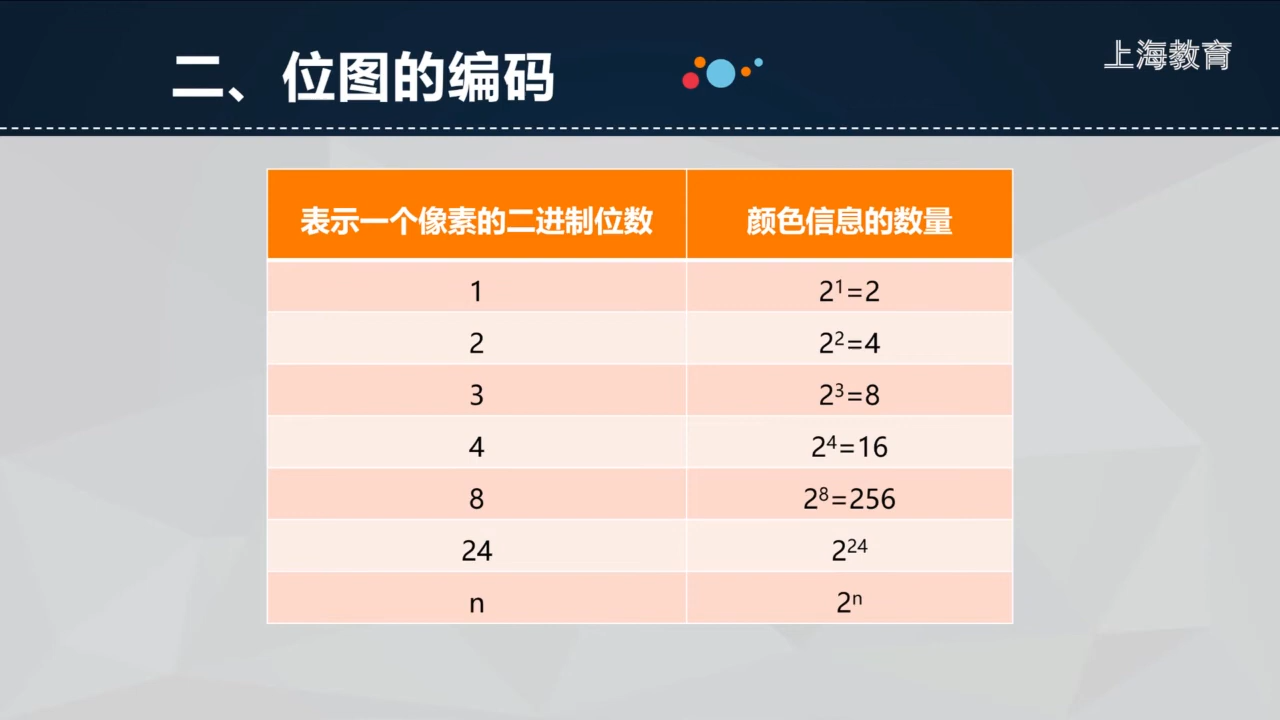 二、位图的编码
上海教育
表示一个像素的二进制位数 颜色信息的数量
1 2¹=2
2 2²=4
3 2³=8
4 2⁴=16
8 2⁸=256
24 2²⁴
n 2ⁿ